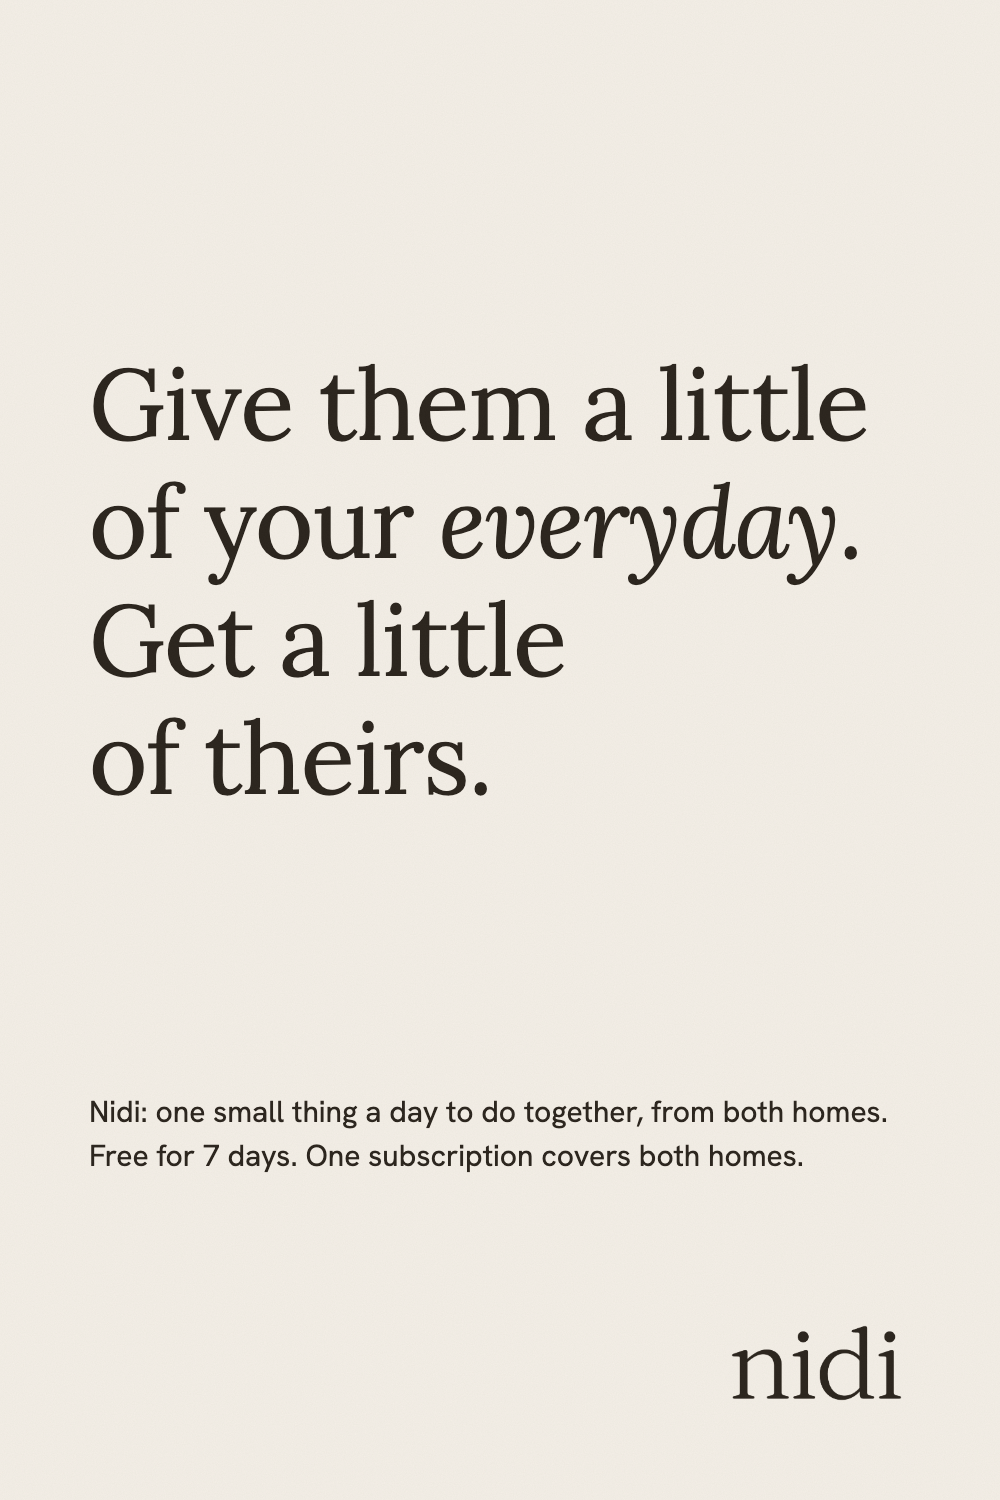 Give them a little
of your everyday.
Get a little
of theirs.
Nidi: one small thing a day to do together, from both homes.
Free for 7 days. One subscription covers both homes.
nidi